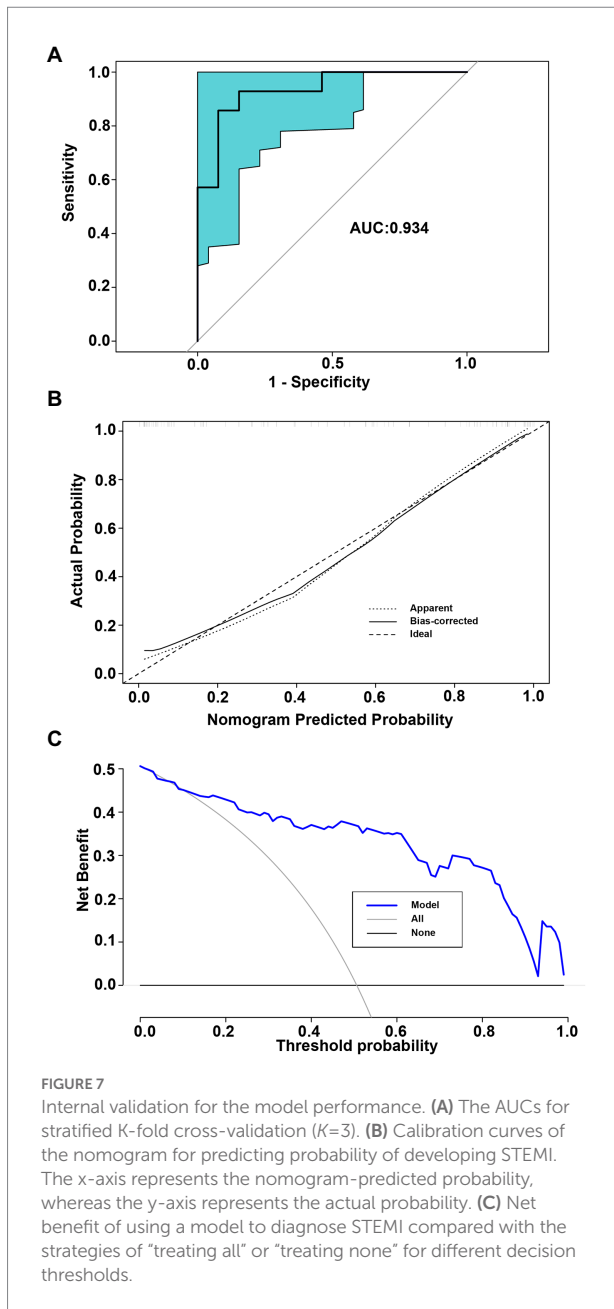 A
1.0
0.8
0.6
0.4
0.2
0.0
Sensitivity
AUC:0.934
0.0 0.5 1.0
1 - Specificity
B
1.0
0.8
0.6
0.4
0.2
0.0
Actual Probability
Apparent
Bias-corrected
Ideal
0.0 0.2 0.4 0.6 0.8 1.0
Nomogram Predicted Probability
C
0.5
0.4
0.3
0.2
0.1
0.0
Net Benefit
Model
All
None
0.0 0.2 0.4 0.6 0.8 1.0
Threshold probability
FIGURE 7
Internal validation for the model performance. (A) The AUCs for
stratified K-fold cross-validation (K=3). (B) Calibration curves of
the nomogram for predicting probability of developing STEMI.
The x-axis represents the nomogram-predicted probability,
whereas the y-axis represents the actual probability. (C) Net
benefit of using a model to diagnose STEMI compared with the
strategies of “treating all” or “treating none” for different decision
thresholds.